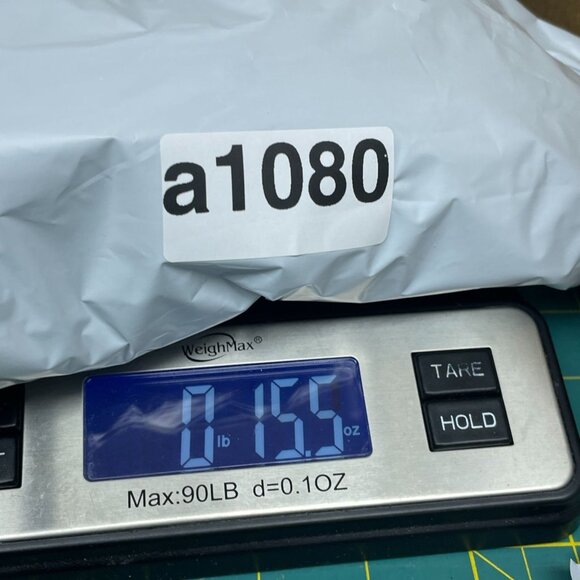 a1080
WeighMax®
0 lb 15.5 oz
TARE
HOLD
Max:90LB d=0.1OZ